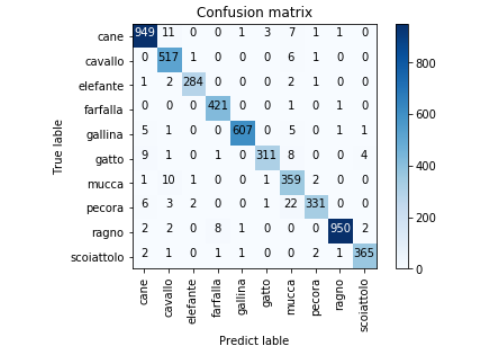 Confusion matrix
cane 949 11 0 0 1 3 7 1 1 0
cavallo 0 517 1 0 0 0 6 1 0 0
elefante 1 2 284 0 0 0 2 1 0 0
farfalla 0 0 0 421 0 0 1 0 1 0
gallina 5 1 0 0 607 0 5 0 1 1
gatto 9 1 0 1 0 311 8 0 0 4
mucca 1 10 1 0 0 1 359 2 0 0
pecora 6 3 2 0 0 1 22 331 0 0
ragno 2 2 0 8 1 0 0 0 950 2
scoiattolo 2 1 0 1 1 0 0 2 1 365
True lable
cane cavallo elefante farfalla gallina gatto mucca pecora ragno scoiattolo
Predict lable
800
600
400
200
0